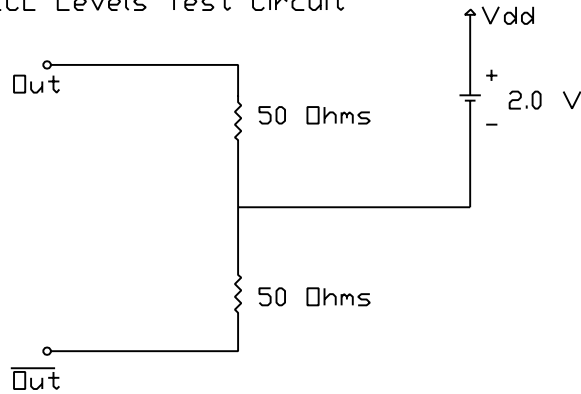 Levels Test Circuit
Vdd
Out
+
50 Ohms
2.0 V
−
50 Ohms
O̅u̅t̅